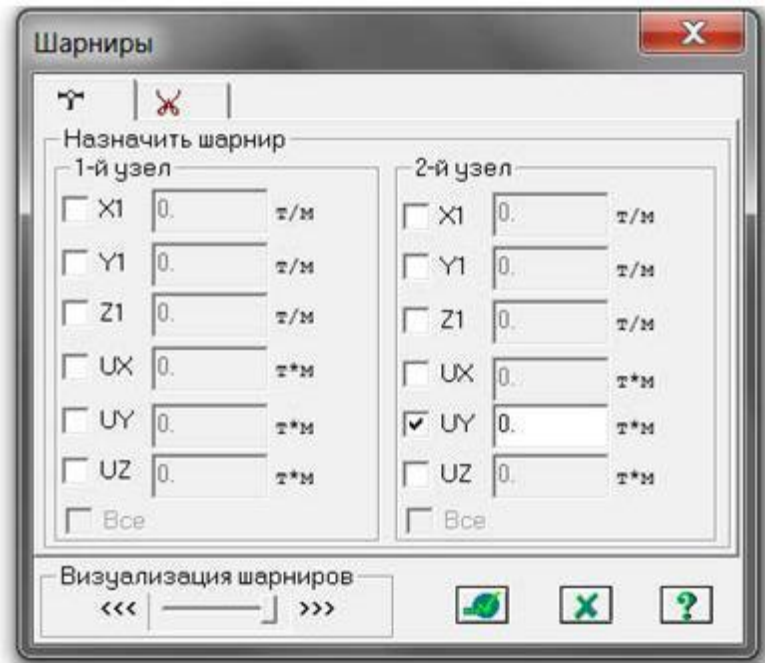 Шарниры
Назначить шарнир
1-й узел
X1 0. т/м
Y1 0. т/м
Z1 0. т/м
UX 0. т*м
UY 0. т*м
UZ 0. т*м
Все
2-й узел
X1 0. т/м
Y1 0. т/м
Z1 0. т/м
UX 0. т*м
UY 0. т*м
UZ 0. т*м
Все
Визуализация шарниров
<<< >>>
?